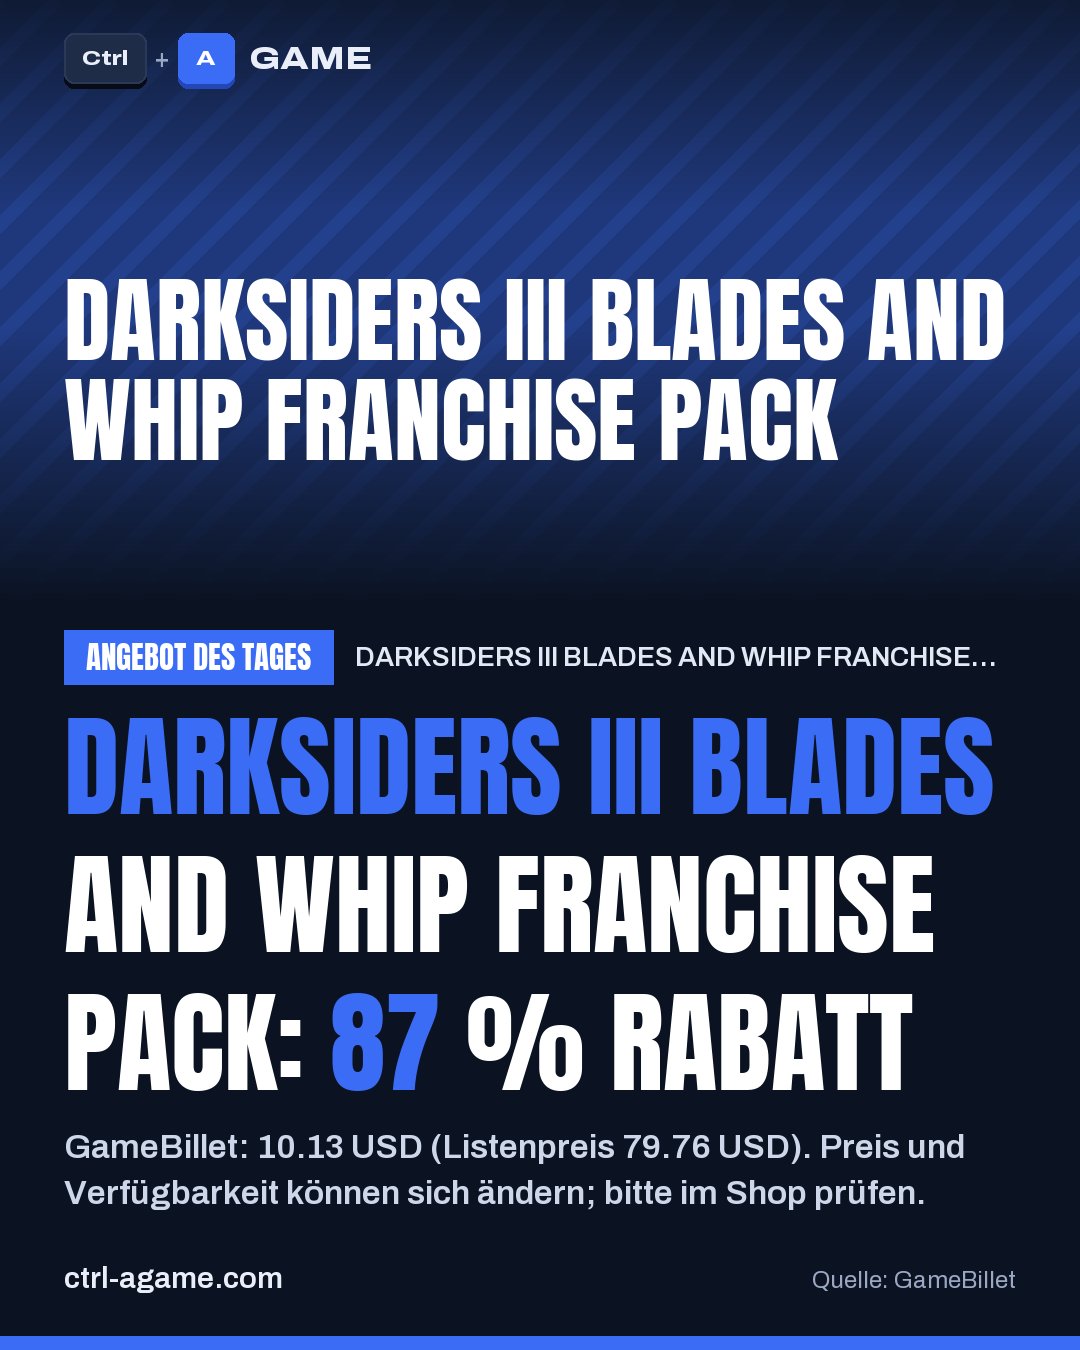 Ctrl + A GAME
DARKSIDERS III BLADES AND
WHIP FRANCHISE PACK
ANGEBOT DES TAGES DARKSIDERS III BLADES AND WHIP FRANCHISE…
DARKSIDERS III BLADES
AND WHIP FRANCHISE
PACK: 87 % RABATT
GameBillet: 10.13 USD (Listenpreis 79.76 USD). Preis und
Verfügbarkeit können sich ändern; bitte im Shop prüfen.
ctrl-agame.com Quelle: GameBillet